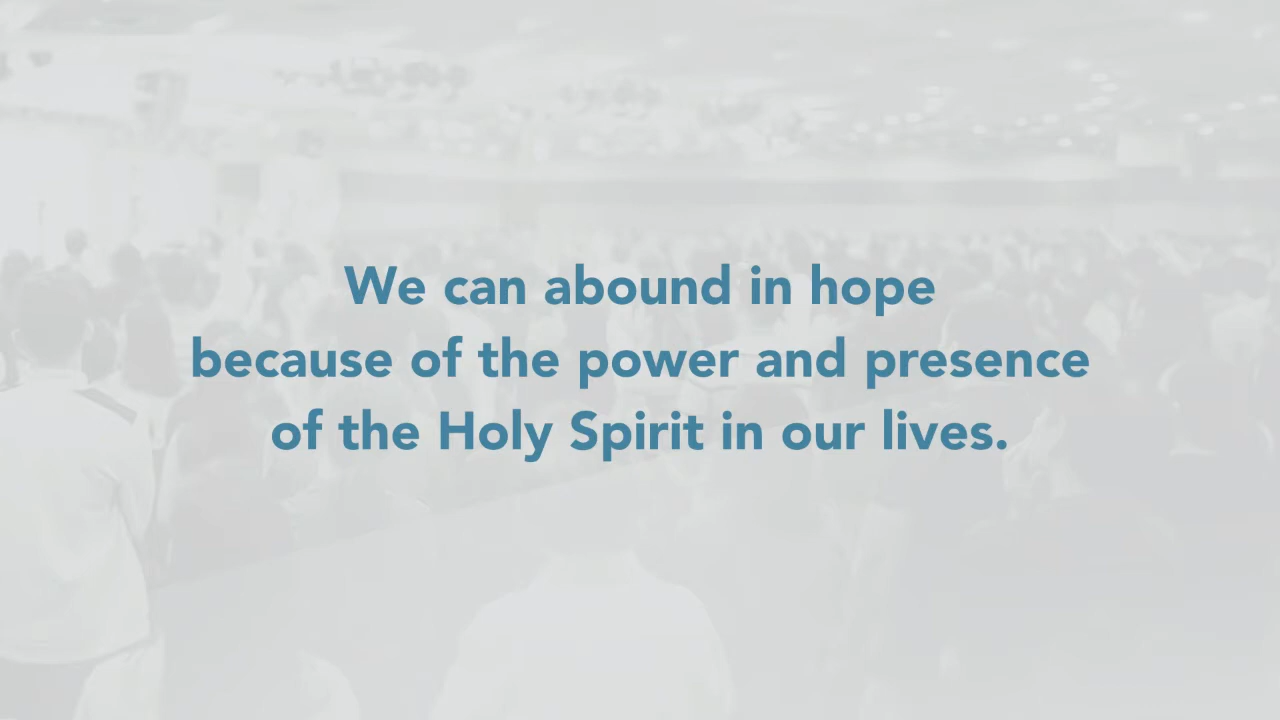 We can abound in hope
because of the power and presence
of the Holy Spirit in our lives.